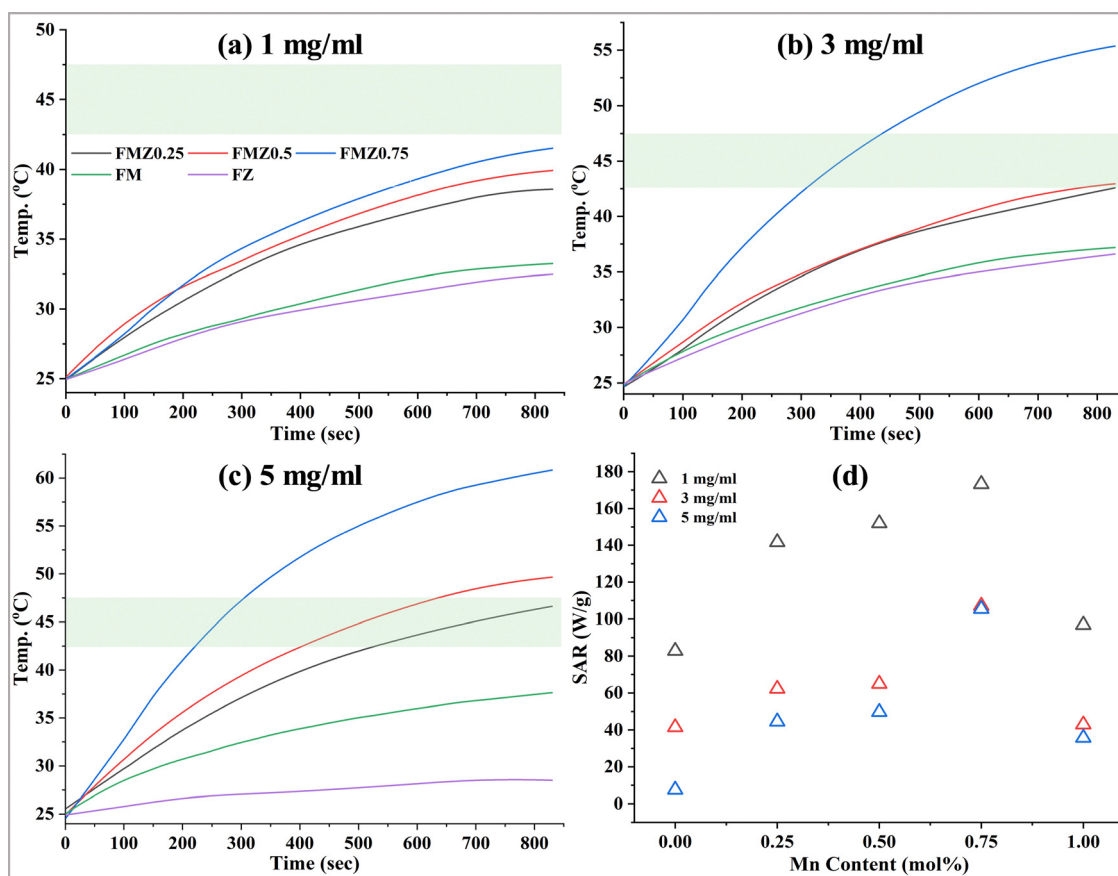 (a) 1 mg/ml
50
45
40
35
30
25
Temp. (ºC)
FMZ0.25 FMZ0.5 FMZ0.75
FM FZ
0 100 200 300 400 500 600 700 800
Time (sec)
(b) 3 mg/ml
55
50
45
40
35
30
25
Temp. (ºC)
0 100 200 300 400 500 600 700 800
Time (sec)
(c) 5 mg/ml
60
55
50
45
40
35
30
25
Temp. (ºC)
0 100 200 300 400 500 600 700 800
Time (sec)
(d)
1 mg/ml
3 mg/ml
5 mg/ml
180
160
140
120
100
80
60
40
20
0
SAR (W/g)
0.00 0.25 0.50 0.75 1.00
Mn Content (mol%)